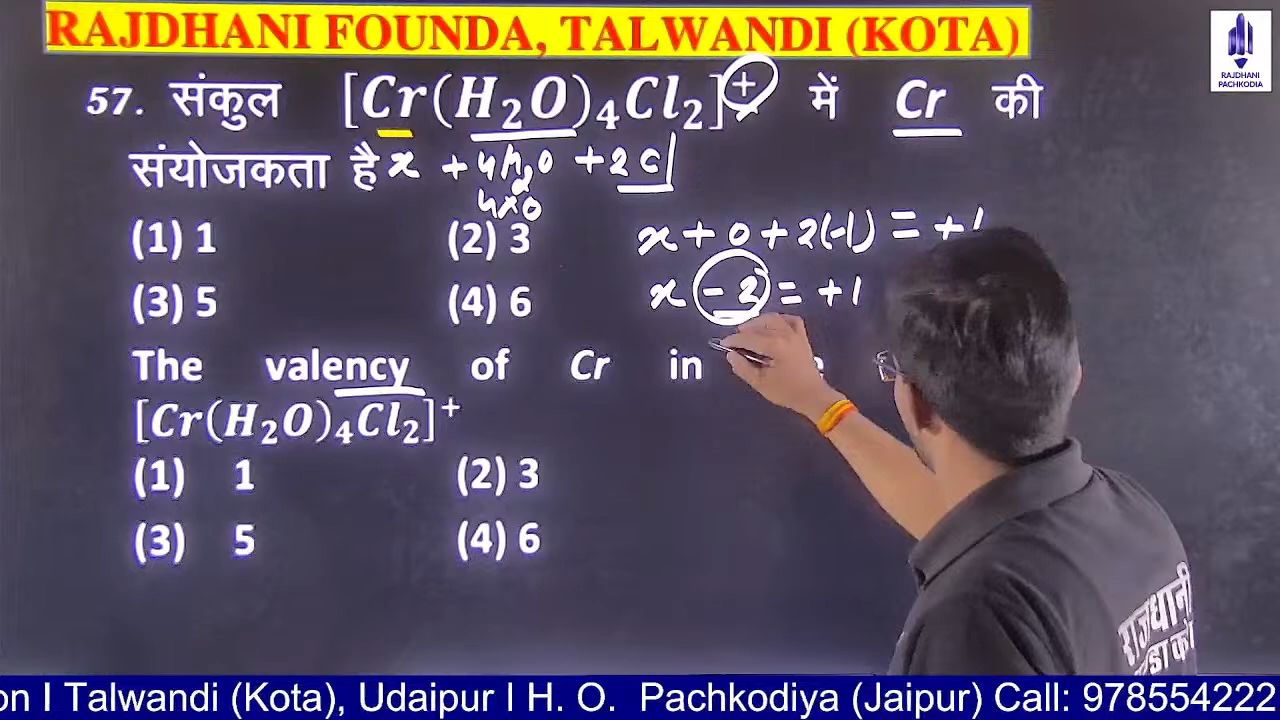 RAJDHANI FOUNDA, TALWANDI (KOTA)
RAJDHANI
PACHKODIA
57. संकुल [Cr(H₂O)₄Cl₂]⁺ में Cr की
संयोजकता है x + 4H₂O + 2Cl
4×0
(1) 1 (2) 3
x + 0 + 2(-1) = +1
(3) 5 (4) 6
x - 2 = +1
The valency of Cr in
[Cr(H₂O)₄Cl₂]⁺
(1) 1 (2) 3
(3) 5 (4) 6
राजधानी
on I Talwandi (Kota), Udaipur I H. O. Pachkodiya (Jaipur) Call: 978554222